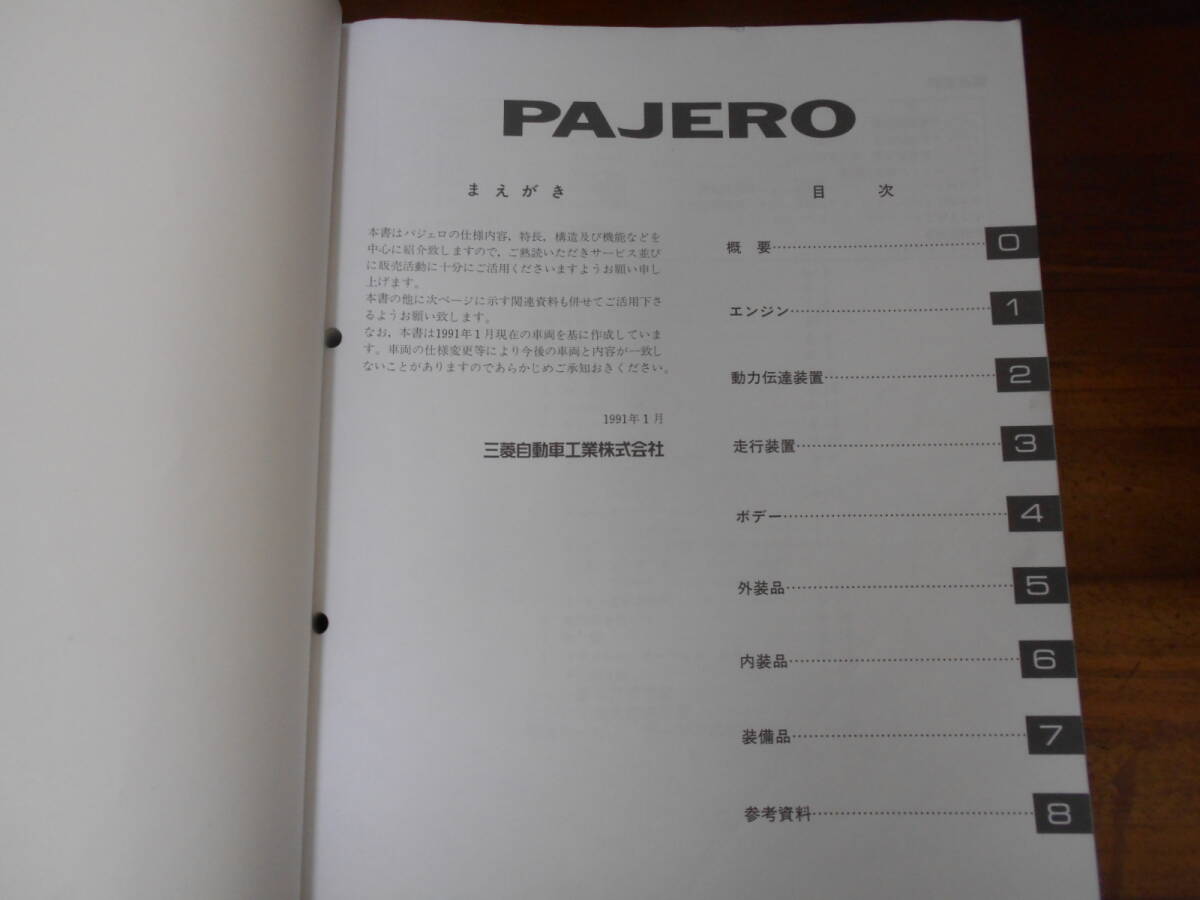 PAJERO
まえがき
本書はパジェロの仕様内容，特長，構造及び機能などを
中心に紹介致しますので，ご熟読いただきサービス並び
に販売活動に十分にご活用くださいますようお願い申し
上げます。
本書の他に次ページに示す関連資料も併せてご活用下さ
るようお願い致します。
なお，本書は1991年1月現在の車両を基に作成していま
す。車両の仕様変更等により今後の車両と内容が一致し
ないことがありますのであらかじめご承知おきください。
1991年1月
三菱自動車工業株式会社
目次
概要 0
エンジン 1
動力伝達装置 2
走行装置 3
ボデー 4
外装品 5
内装品 6
装備品 7
参考資料 8